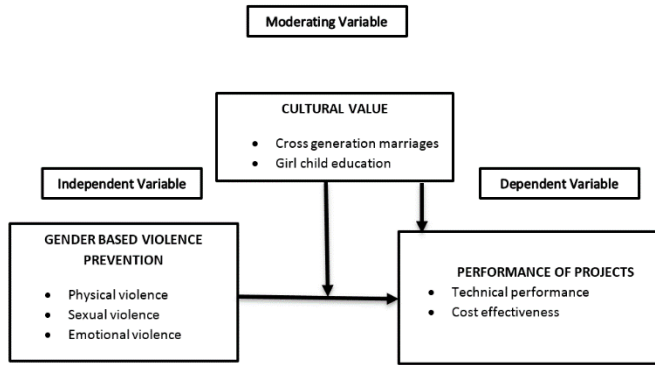 Moderating Variable
CULTURAL VALUE
• Cross generation marriages
• Girl child education
Independent Variable
Dependent Variable
GENDER BASED VIOLENCE
PREVENTION
• Physical violence
• Sexual violence
• Emotional violence
PERFORMANCE OF PROJECTS
• Technical performance
• Cost effectiveness